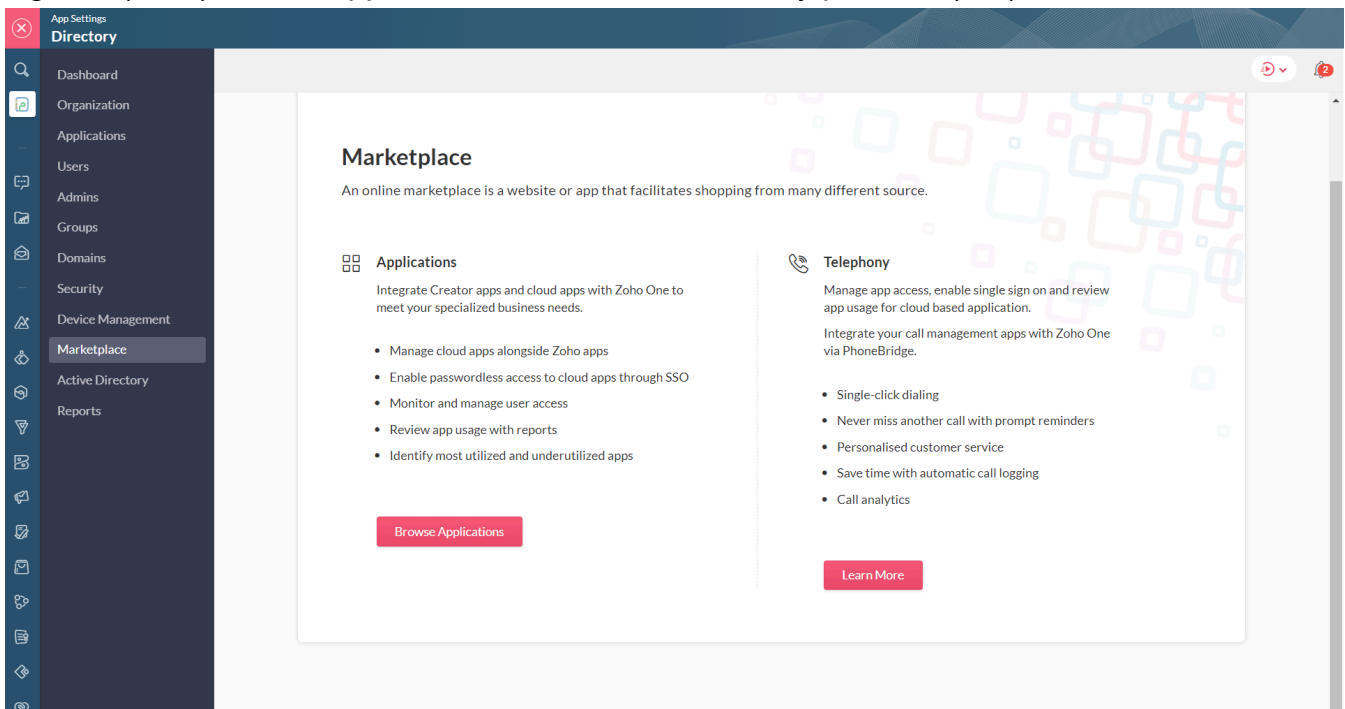 App Settings
Directory
2
Dashboard
Organization
Applications
Users
Admins
Groups
Domains
Security
Device Management
Marketplace
Active Directory
Reports
Marketplace
An online marketplace is a website or app that facilitates shopping from many different source.
Applications
Integrate Creator apps and cloud apps with Zoho One to
meet your specialized business needs.
• Manage cloud apps alongside Zoho apps
• Enable passwordless access to cloud apps through SSO
• Monitor and manage user access
• Review app usage with reports
• Identify most utilized and underutilized apps
Browse Applications
Telephony
Manage app access, enable single sign on and review
app usage for cloud based application.
Integrate your call management apps with Zoho One
via PhoneBridge.
• Single-click dialing
• Never miss another call with prompt reminders
• Personalised customer service
• Save time with automatic call logging
• Call analytics
Learn More